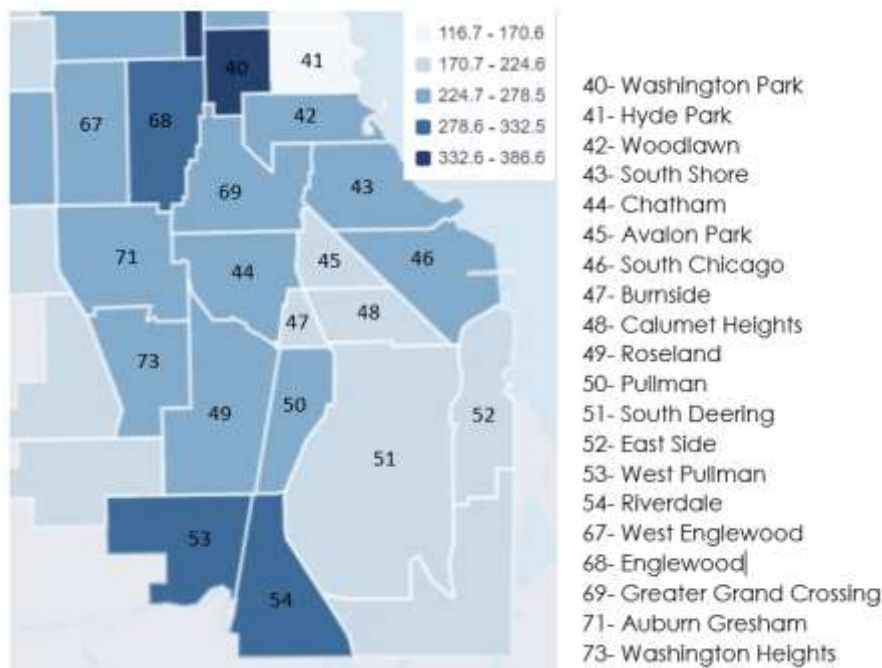 116.7 - 170.6
170.7 - 224.6
224.7 - 278.5
278.6 - 332.5
332.6 - 386.6
40
41
42
67
68
69
43
71
44
45
46
47
48
73
49
50
51
52
53
54
40- Washington Park
41- Hyde Park
42- Woodlawn
43- South Shore
44- Chatham
45- Avalon Park
46- South Chicago
47- Burnside
48- Calumet Heights
49- Roseland
50- Pullman
51- South Deering
52- East Side
53- West Pullman
54- Riverdale
67- West Englewood
68- Englewood
69- Greater Grand Crossing
71- Auburn Gresham
73- Washington Heights